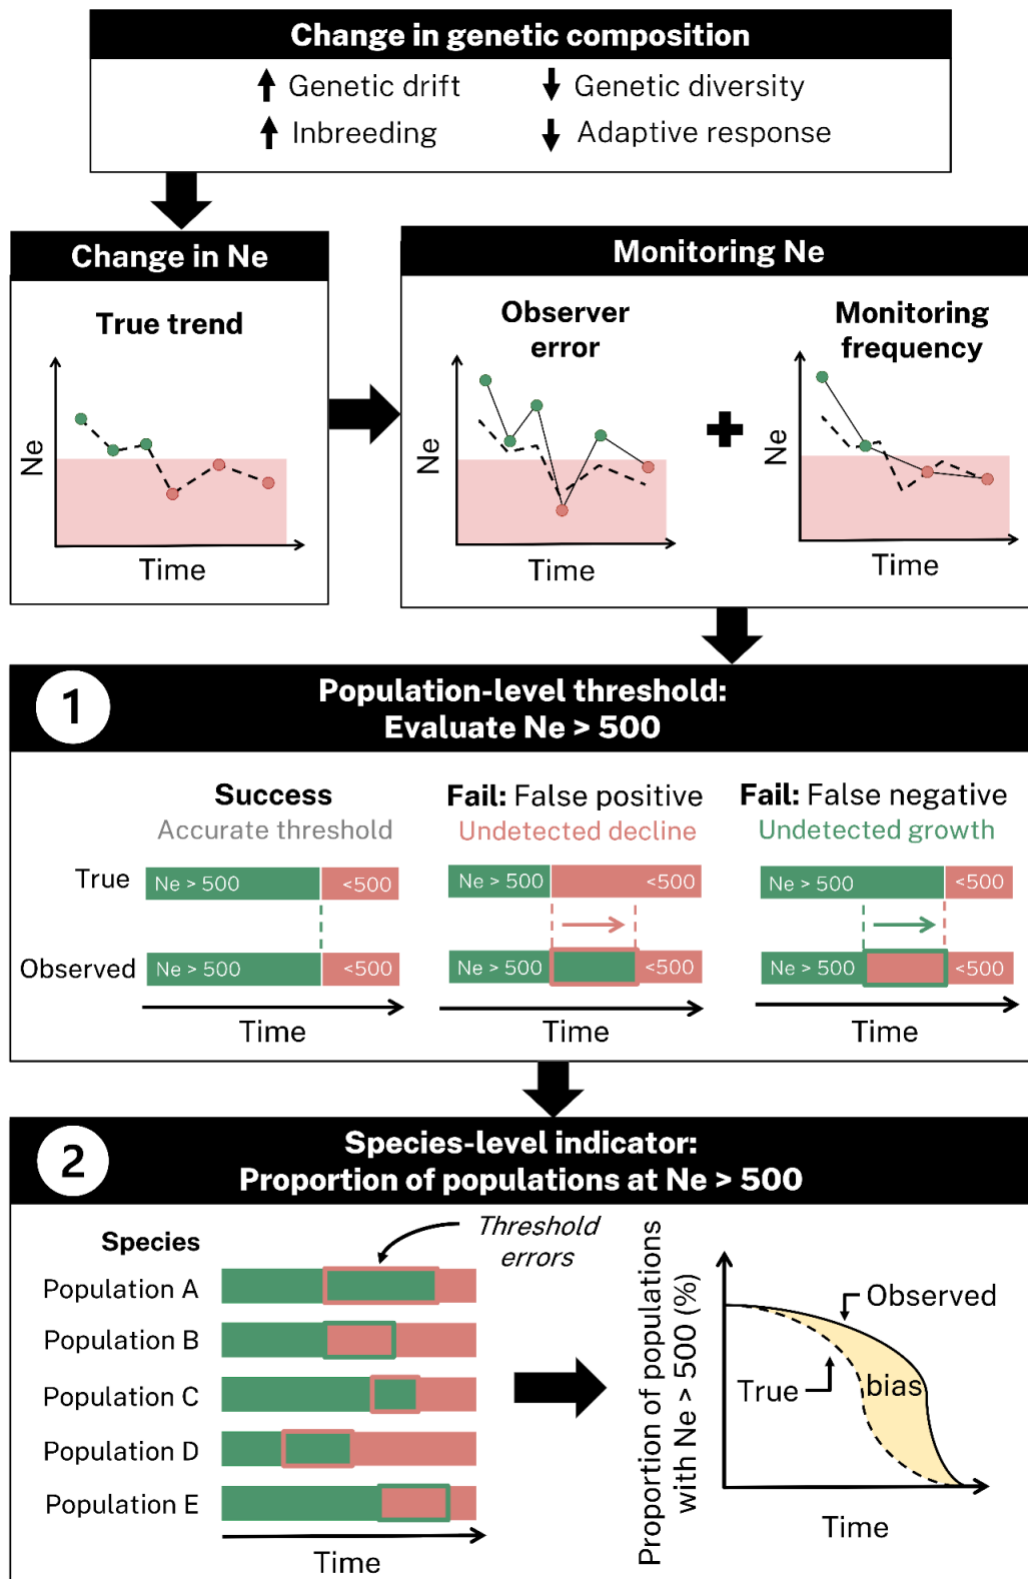 Change in genetic composition
Genetic drift
Genetic diversity
Inbreeding
Adaptive response
Change in Ne
True trend
Ne
Time
Monitoring Ne
Observer
error
Ne
Time
Monitoring
frequency
Ne
Time
1
Population-level threshold:
Evaluate Ne > 500
Success
Accurate threshold
Fail: False positive
Undetected decline
Fail: False negative
Undetected growth
True
Ne > 500
<500
Ne > 500
<500
Ne > 500
<500
Observed
Ne > 500
<500
Ne > 500
<500
Ne > 500
<500
Time
Time
Time
2
Species-level indicator:
Proportion of populations at Ne > 500
Species
Threshold
errors
Population A
Population B
Population C
Population D
Population E
Time
Proportion of populations
with Ne > 500 (%)
Observed
True
bias
Time